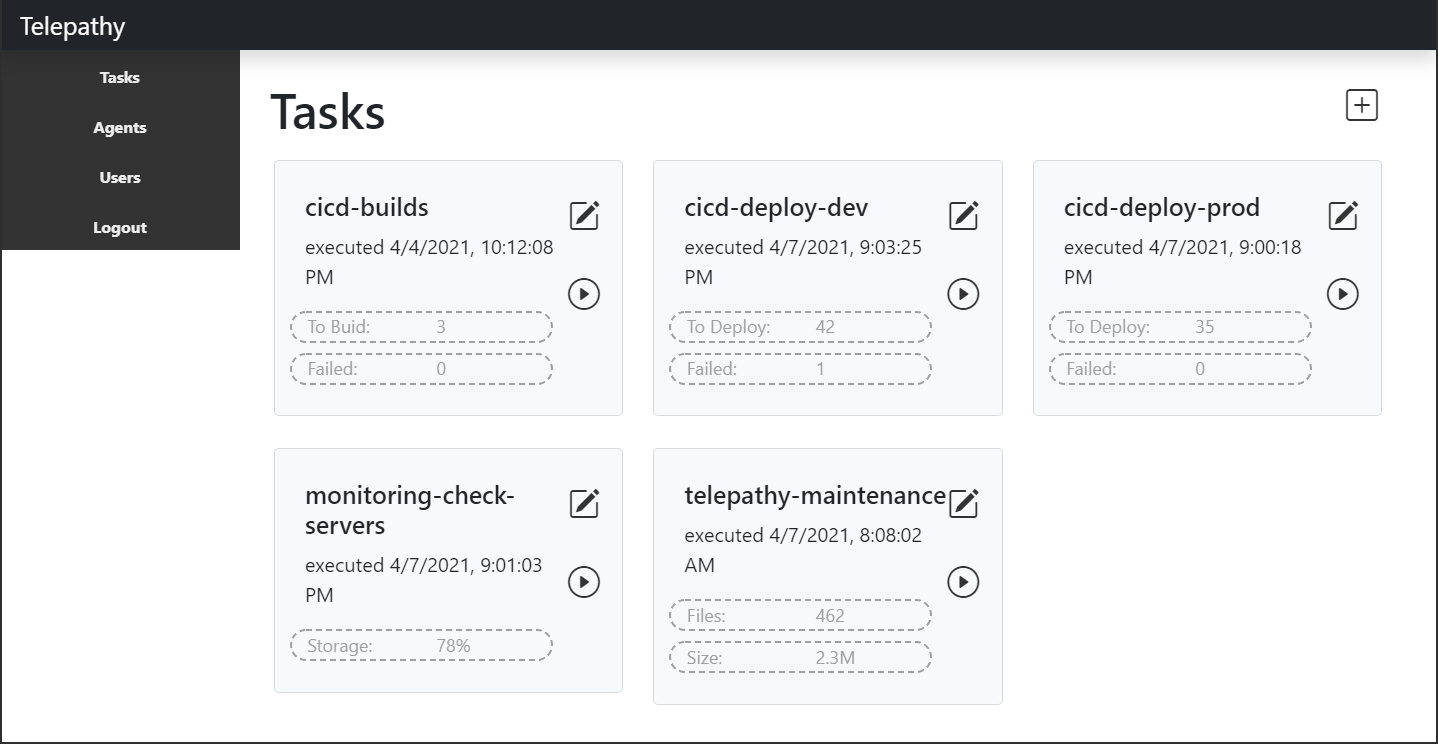 Telepathy
Tasks
Agents
Users
Logout
Tasks
cicd-builds
executed 4/4/2021, 10:12:08
PM
To Buid: 3
Failed: 0
cicd-deploy-dev
executed 4/7/2021, 9:03:25
PM
To Deploy: 42
Failed: 1
cicd-deploy-prod
executed 4/7/2021, 9:00:18
PM
To Deploy: 35
Failed: 0
monitoring-check-
servers
executed 4/7/2021, 9:01:03
PM
Storage: 78%
telepathy-maintenance
executed 4/7/2021, 8:08:02
AM
Files: 462
Size: 2.3M